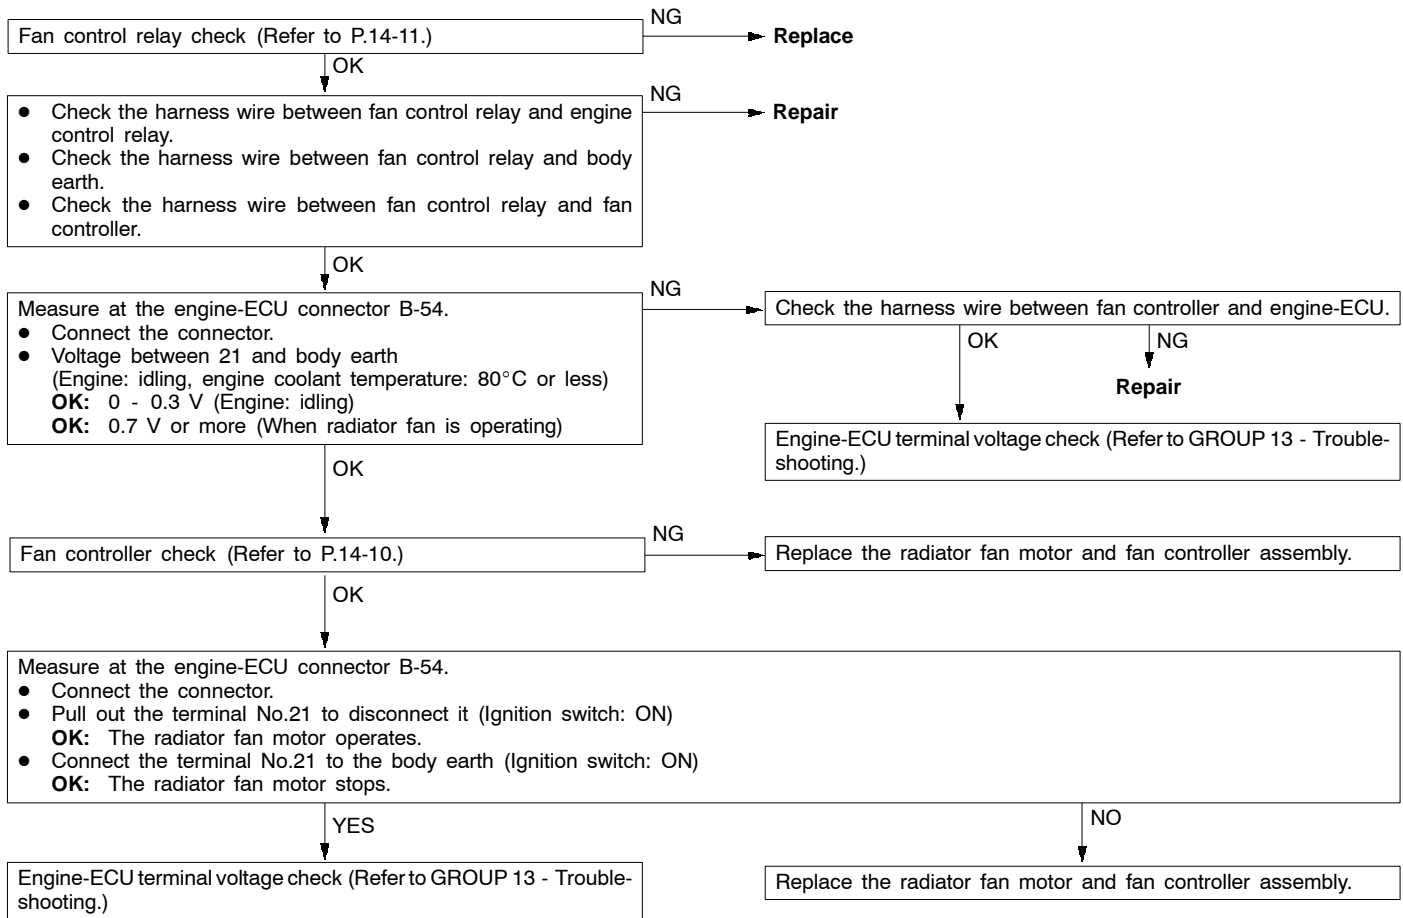 Fan control relay check (Refer to P.14-11.)
NG
Replace
OK
● Check the harness wire between fan control relay and engine
control relay.
● Check the harness wire between fan control relay and body
earth.
● Check the harness wire between fan control relay and fan
controller.
NG
Repair
OK
Measure at the engine-ECU connector B-54.
● Connect the connector.
● Voltage between 21 and body earth
(Engine: idling, engine coolant temperature: 80°C or less)
OK: 0 - 0.3 V (Engine: idling)
OK: 0.7 V or more (When radiator fan is operating)
NG
Check the harness wire between fan controller and engine-ECU.
OK
NG
Repair
Engine-ECU terminal voltage check (Refer to GROUP 13 - Trouble-
shooting.)
OK
Fan controller check (Refer to P.14-10.)
NG
Replace the radiator fan motor and fan controller assembly.
OK
Measure at the engine-ECU connector B-54.
● Connect the connector.
● Pull out the terminal No.21 to disconnect it (Ignition switch: ON)
OK: The radiator fan motor operates.
● Connect the terminal No.21 to the body earth (Ignition switch: ON)
OK: The radiator fan motor stops.
YES
NO
Engine-ECU terminal voltage check (Refer to GROUP 13 - Trouble-
shooting.)
Replace the radiator fan motor and fan controller assembly.